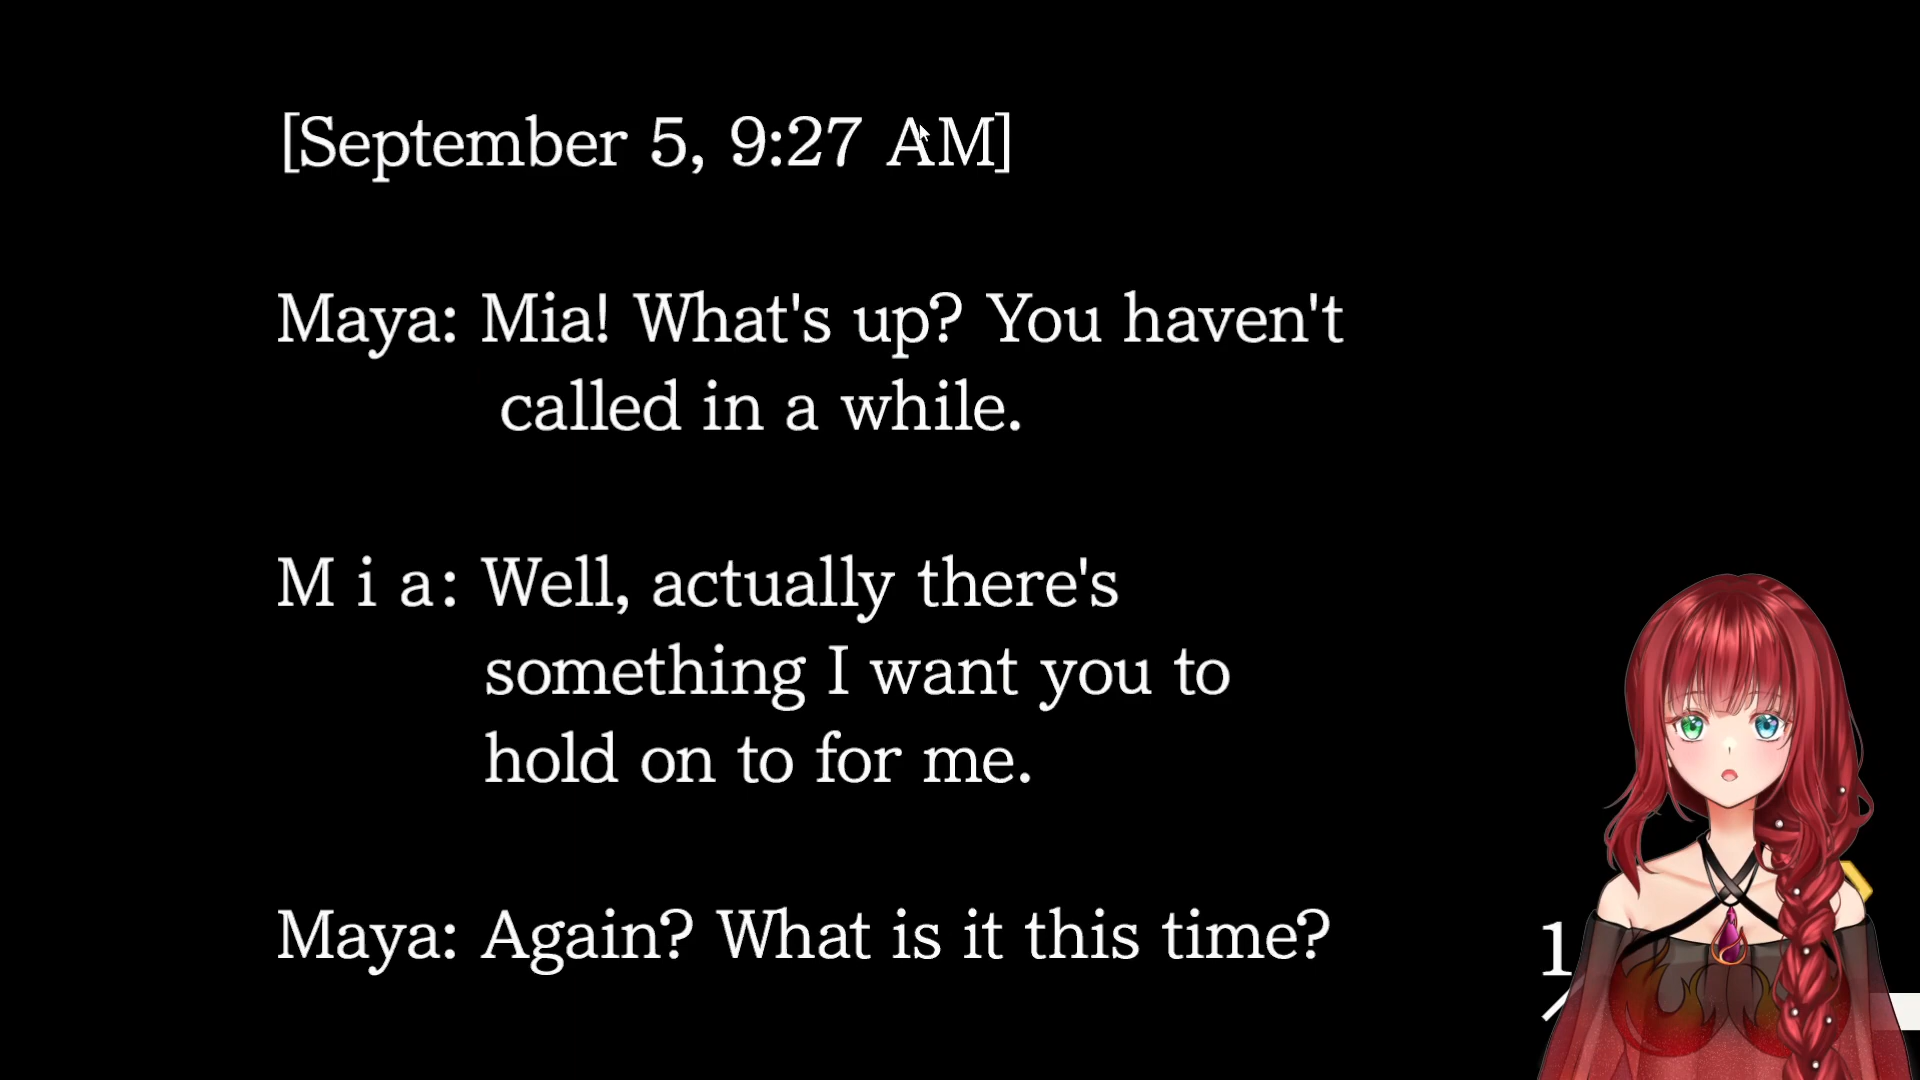 [September 5, 9:27 AM]
Maya: Mia! What's up? You haven't
called in a while.
M i a: Well, actually there's
something I want you to
hold on to for me.
Maya: Again? What is it this time?
1